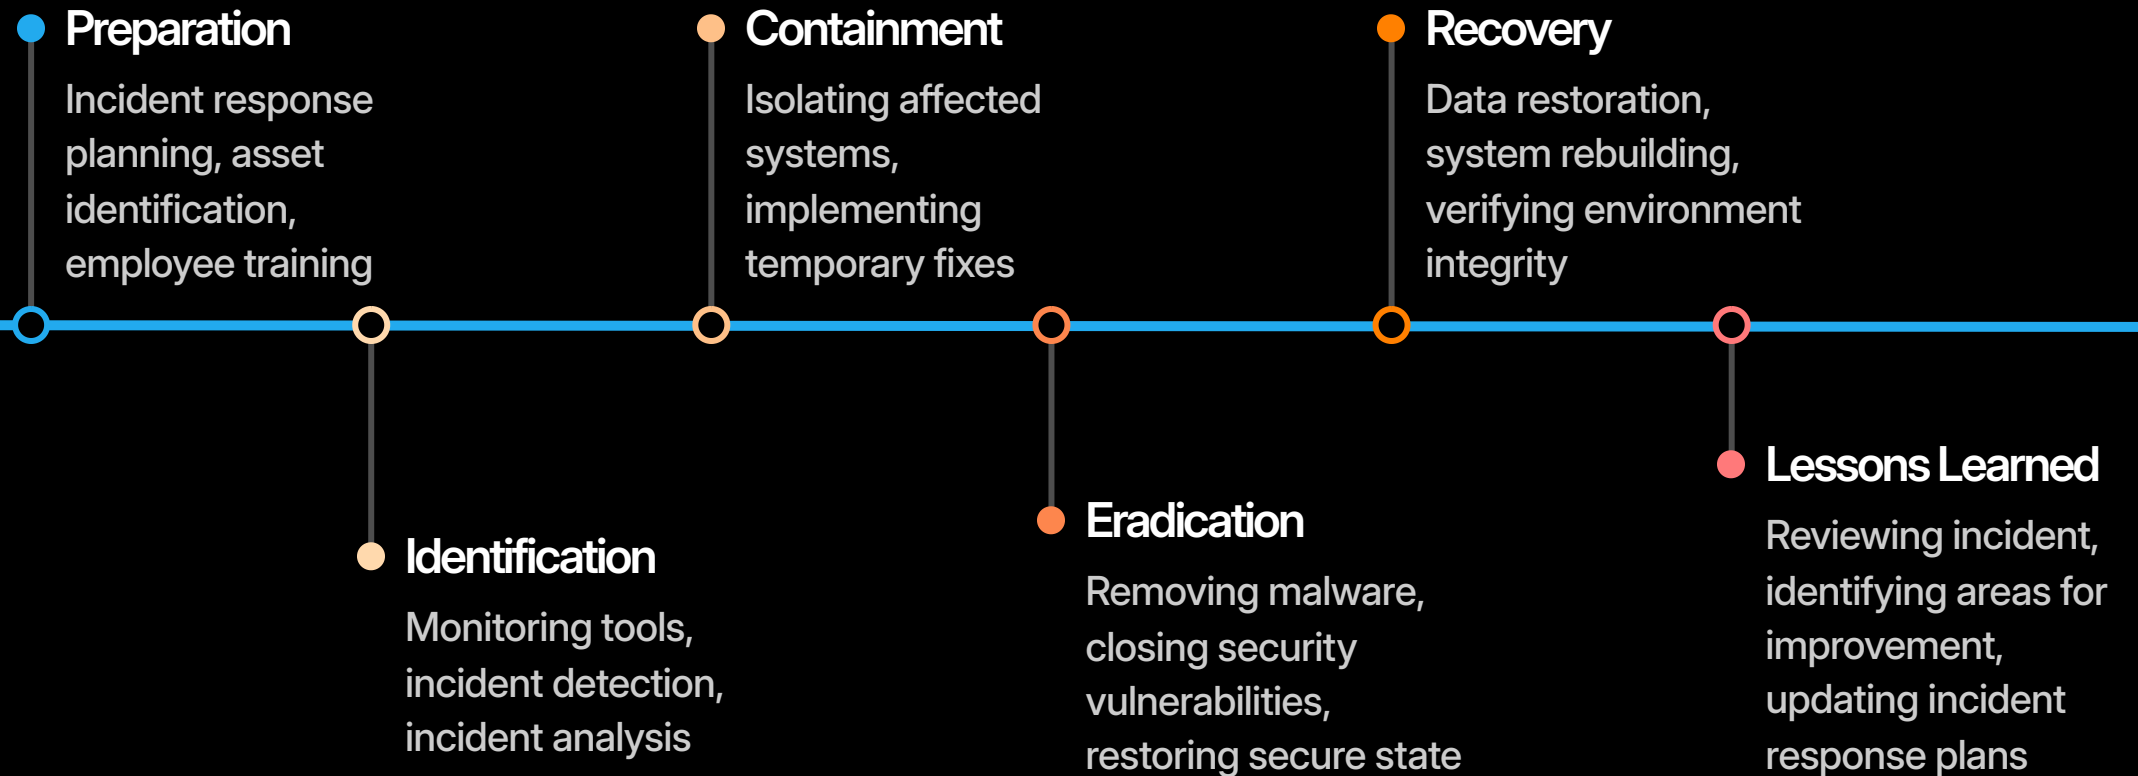 Preparation
Incident response
planning, asset
identification,
employee training
Identification
Monitoring tools,
incident detection,
incident analysis
Containment
Isolating affected
systems,
implementing
temporary fixes
Eradication
Removing malware,
closing security
vulnerabilities,
restoring secure state
Recovery
Data restoration,
system rebuilding,
verifying environment
integrity
Lessons Learned
Reviewing incident,
identifying areas for
improvement,
updating incident
response plans